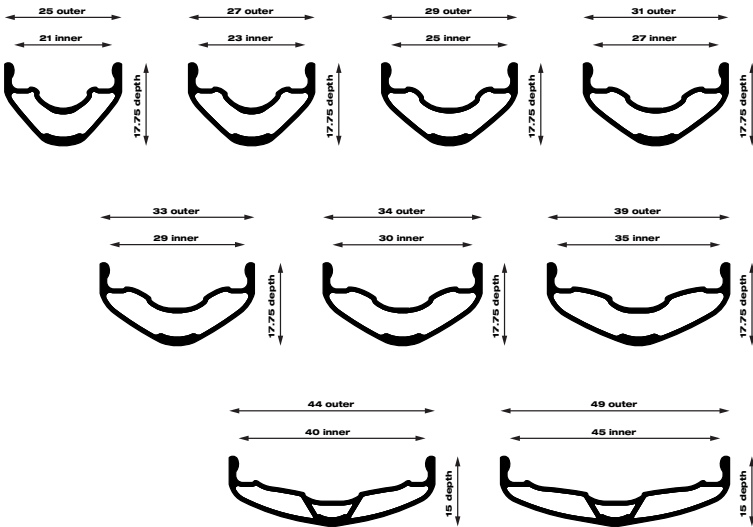 25 outer
27 outer
29 outer
31 outer
21 inner
23 inner
25 inner
27 inner
17.75 depth
17.75 depth
17.75 depth
17.75 depth
33 outer
34 outer
39 outer
29 inner
30 inner
35 inner
17.75 depth
17.75 depth
17.75 depth
44 outer
49 outer
40 inner
45 inner
15 depth
15 depth